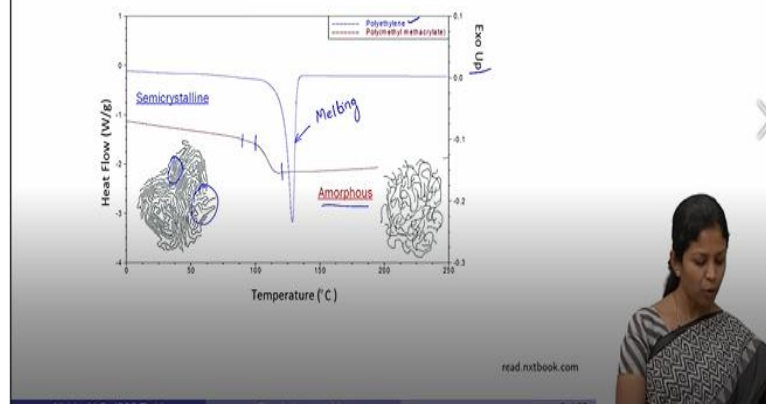 1
0.1
Polyethylene
Poly(methyl methacrylate)
Exo Up
0
0.0
Semicrystalline
Melting
Heat Flow (W/g)
-1
-0.1
-2
Amorphous
-0.2
-3
-4
-0.3
0
50
100
150
200
250
Temperature (°C)
read.nxtbook.com